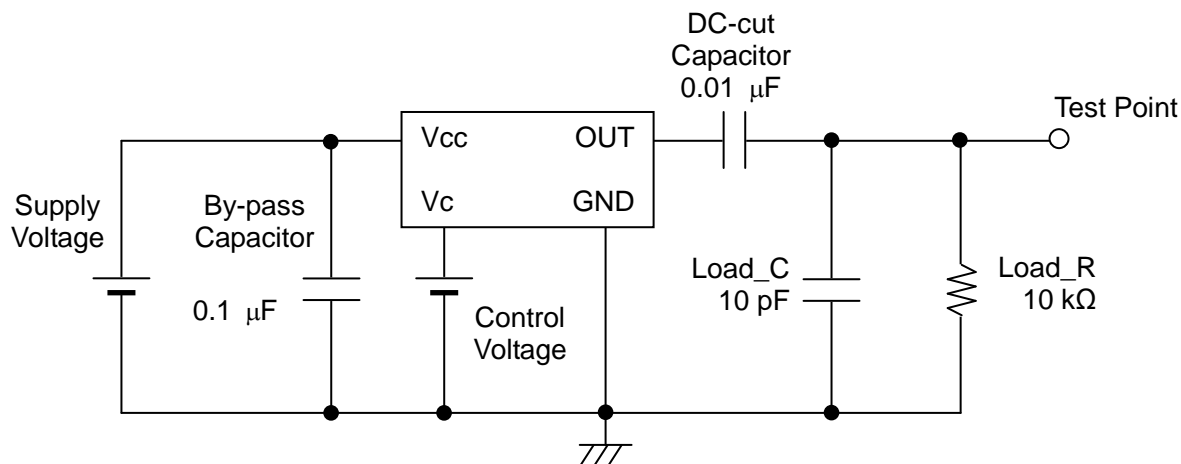 DC-cut
Capacitor
0.01 μF
Test Point
Vcc
OUT
Vc
GND
Supply
Voltage
By-pass
Capacitor
0.1 μF
Control
Voltage
Load_C
10 pF
Load_R
10 kΩ